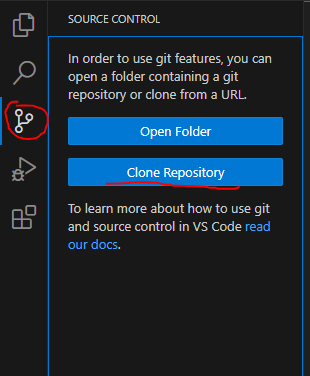 SOURCE CONTROL
In order to use git features, you can
open a folder containing a git
repository or clone from a URL.
Open Folder
Clone Repository
To learn more about how to use git
and source control in VS Code read
our docs.